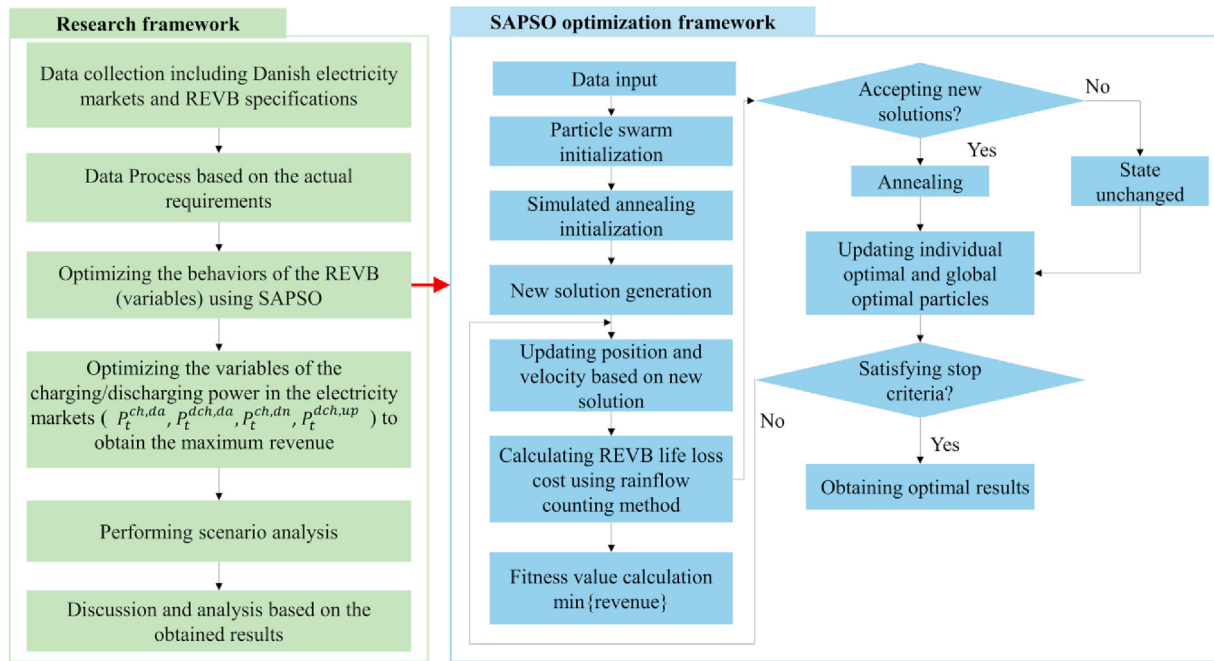 Research framework
Data collection including Danish electricity
markets and REVB specifications
Data Process based on the actual
requirements
Optimizing the behaviors of the REVB
(variables) using SAPSO
Optimizing the variables of the
charging/discharging power in the electricity
markets ( P_t^{ch,da}, P_t^{dch,da}, P_t^{ch,dn}, P_t^{dch,up} ) to
obtain the maximum revenue
Performing scenario analysis
Discussion and analysis based on the
obtained results
SAPSO optimization framework
Data input
Particle swarm
initialization
Simulated annealing
initialization
New solution generation
Updating position and
velocity based on new
solution
Calculating REVB life loss
cost using rainflow
counting method
Fitness value calculation
min{revenue}
Accepting new
solutions?
No
Yes
Annealing
State
unchanged
Updating individual
optimal and global
optimal particles
Satisfying stop
criteria?
No
Yes
Obtaining optimal results